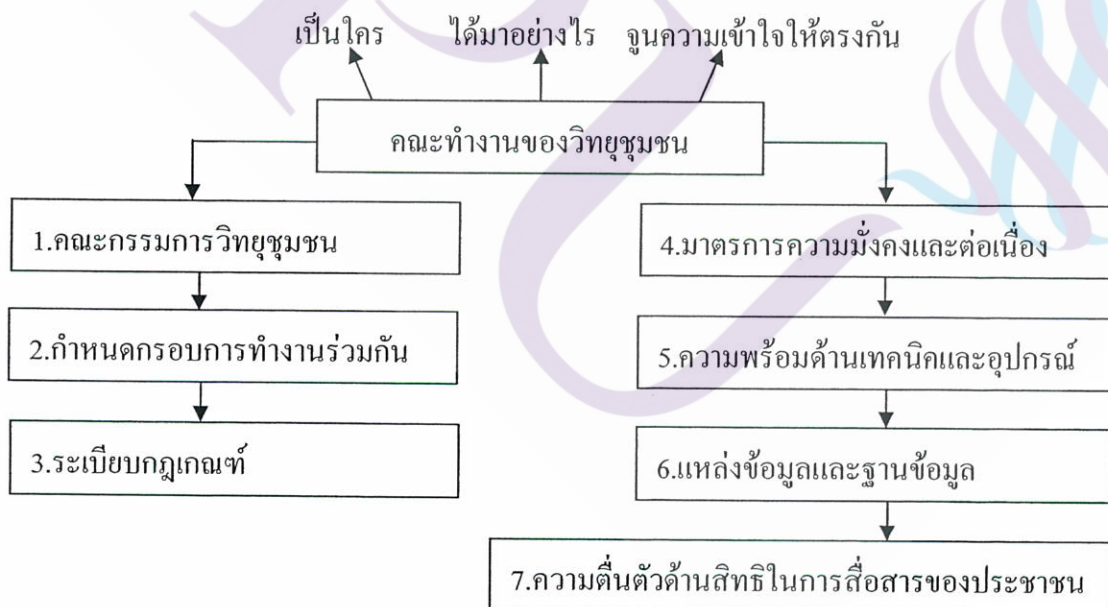 เป็นใคร ได้มาอย่างไร จูนความเข้าใจให้ตรงกัน
คณะทำงานของวิทยุชุมชน
1.คณะกรรมการวิทยุชุมชน
2.กำหนดกรอบการทำงานร่วมกัน
3.ระเบียบกฎเกณฑ์
4.มาตรการความมั่งคงและต่อเนื่อง
5.ความพร้อมด้านเทคนิคและอุปกรณ์
6.แหล่งข้อมูลและฐานข้อมูล
7.ความตื่นตัวด้านสิทธิในการสื่อสารของประชาชน